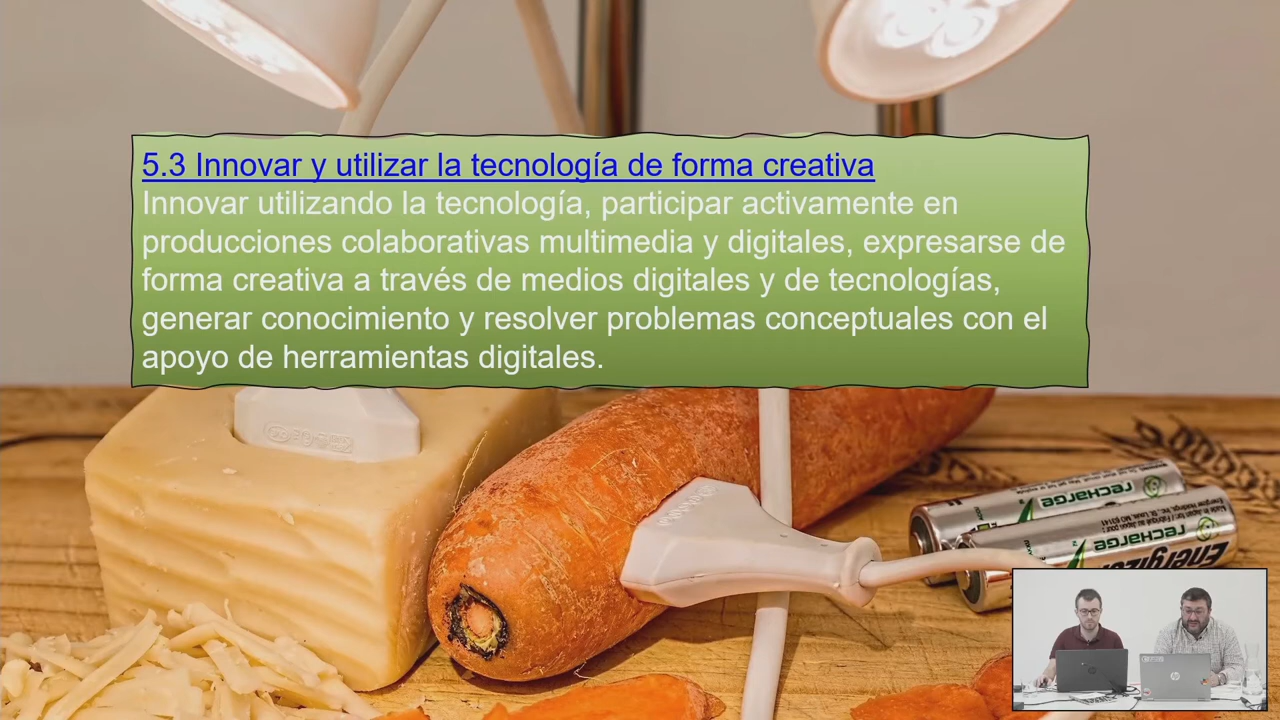 5.3 Innovar y utilizar la tecnología de forma creativa
Innovar utilizando la tecnología, participar activamente en
producciones colaborativas multimedia y digitales, expresarse de
forma creativa a través de medios digitales y de tecnologías,
generar conocimiento y resolver problemas conceptuales con el
apoyo de herramientas digitales.
recharge
recharge
Energizer
hp